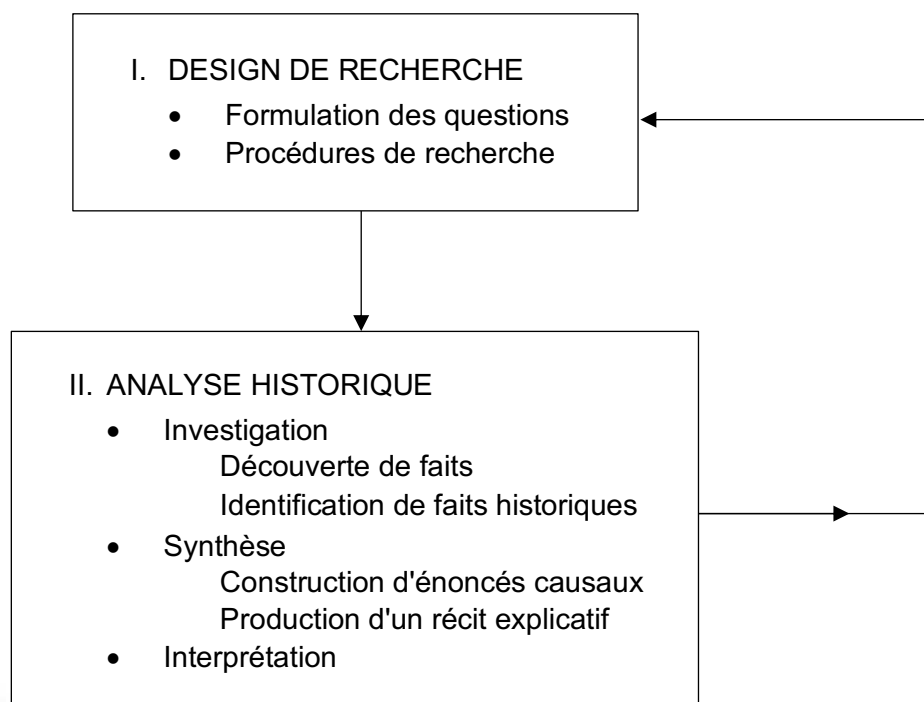 I. DESIGN DE RECHERCHE
• Formulation des questions
• Procédures de recherche
II. ANALYSE HISTORIQUE
• Investigation
Découverte de faits
Identification de faits historiques
• Synthèse
Construction d'énoncés causaux
Production d'un récit explicatif
• Interprétation